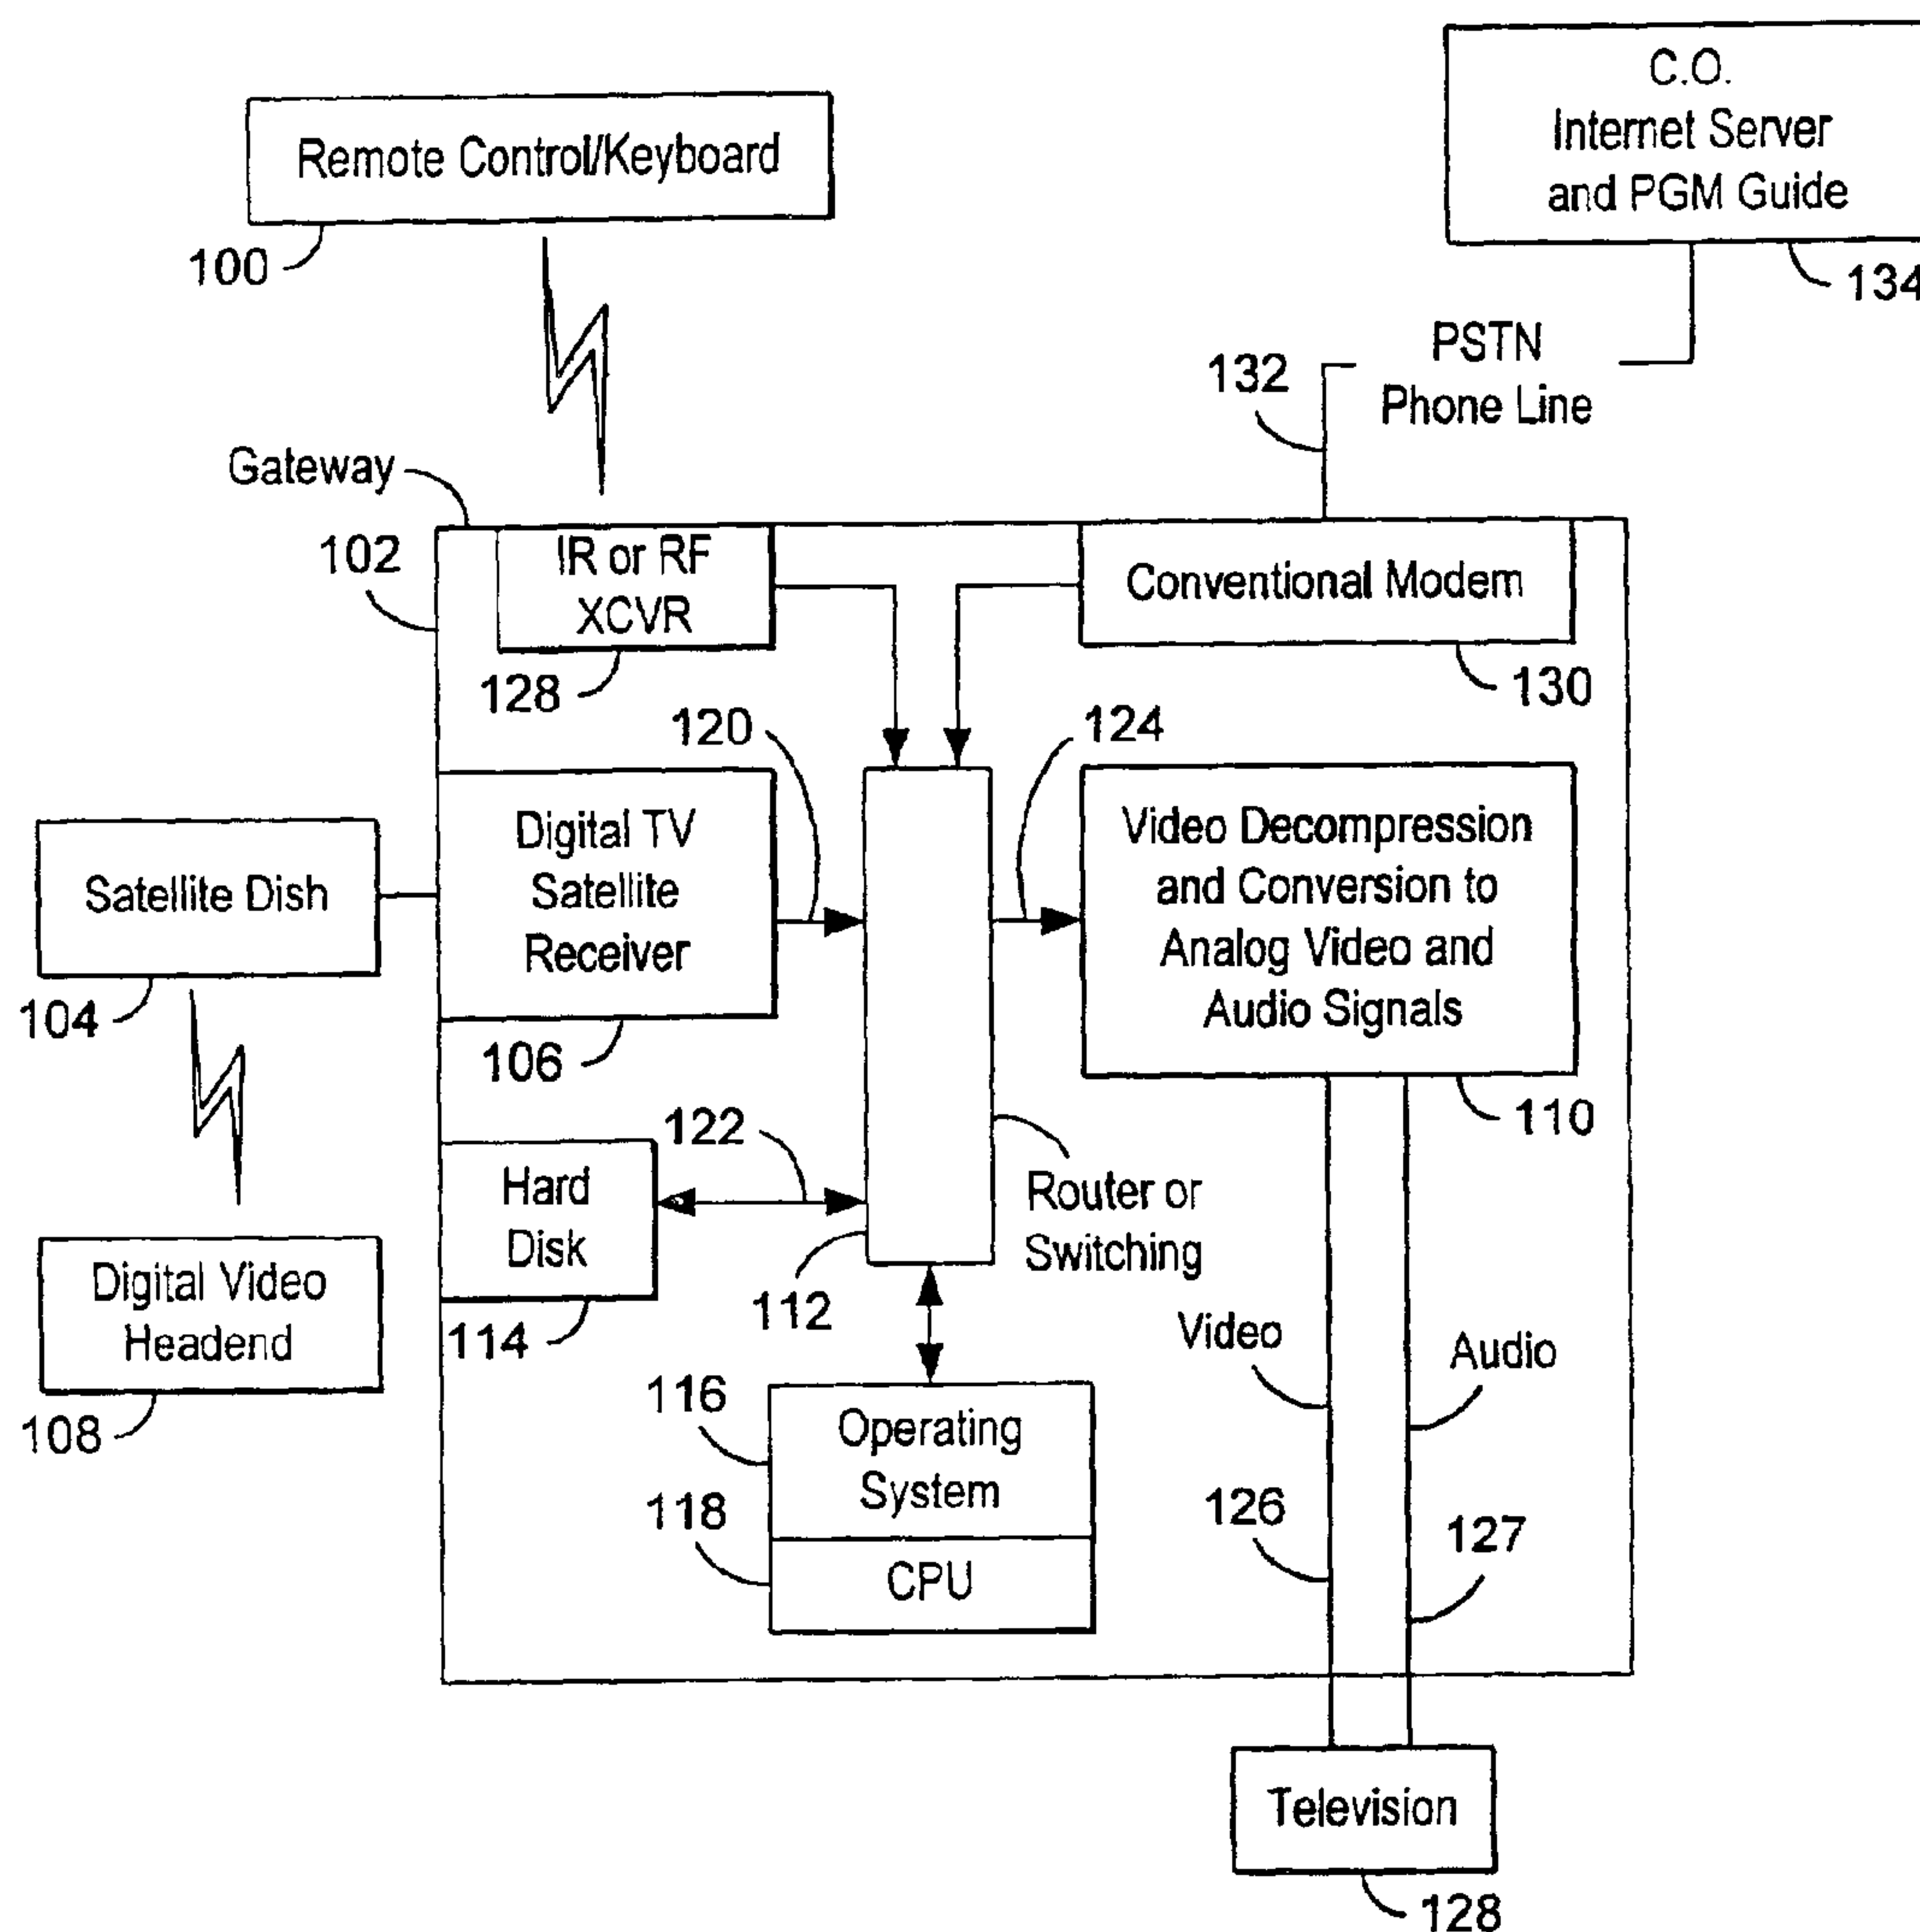 C.O.
Internet Server
and PGM Guide
134
Remote Control/Keyboard
100
PSTN
Phone Line
132
Gateway
102
IR or RF
XCVR
128
Conventional Modem
130
120
124
Digital TV
Satellite
Receiver
106
Video Decompression
and Conversion to
Analog Video and
Audio Signals
110
Satellite Dish
104
122
Router or
Switching
Hard
Disk
114
112
Digital Video
Headend
108
Video
Audio
116
Operating
System
118
CPU
126
127
Television
128